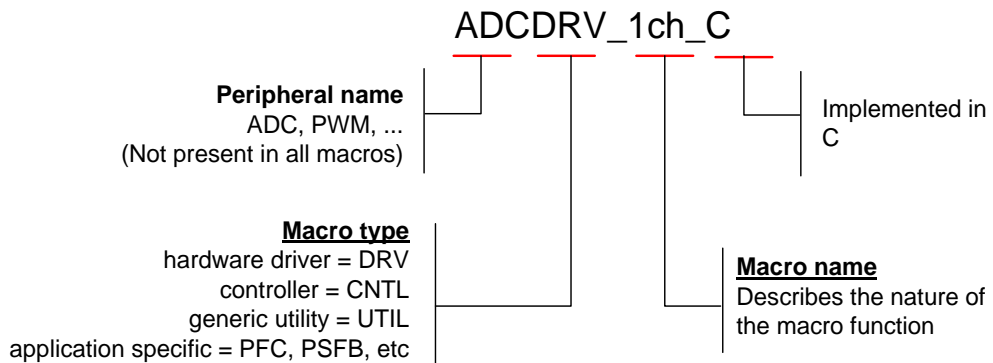 ADCDRV_1ch_C
Peripheral name
ADC, PWM, ...
(Not present in all macros)
Implemented in
C
Macro type
hardware driver = DRV
controller = CNTL
generic utility = UTIL
application specific = PFC, PSFB, etc
Macro name
Describes the nature of
the macro function